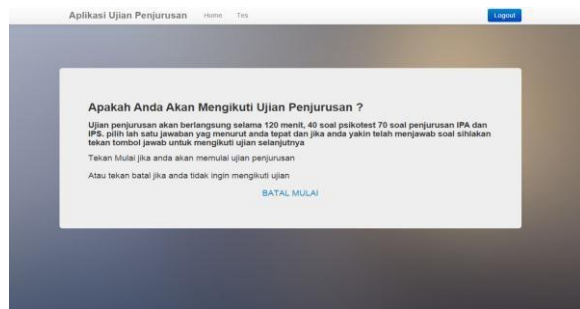 Aplikasi Ujian Penjurusan Home Tes Logout
Apakah Anda Akan Mengikuti Ujian Penjurusan ?
Ujian penjurusan akan berlangsung selama 120 menit, 40 soal psikotest 70 soal penjurusan IPA dan
IPS. pilih lah satu jawaban yag menurut anda tepat dan jika anda yakin telah menjawab soal sihlakan
tekan tombol jawab untuk mengikuti ujian selanjutnya
Tekan Mulai jika anda akan memulai ujian penjurusan
Atau tekan batal jika anda tidak ingin mengikuti ujian
BATAL MULAI